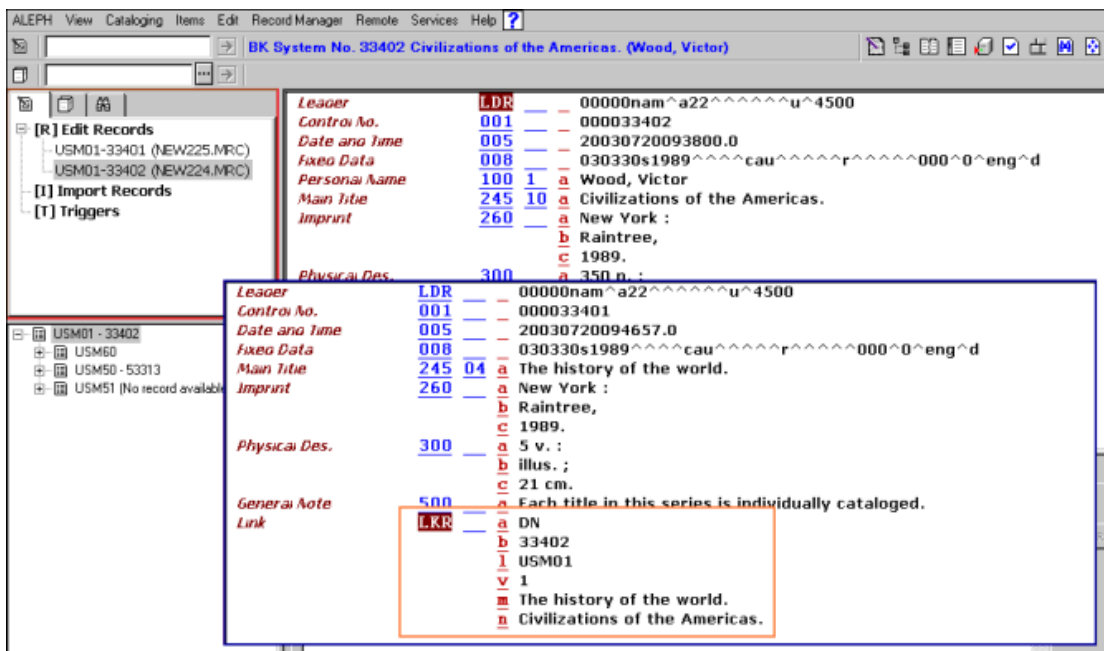 ALEPH View Cataloging Items Edit Record Manager Remote Services Help ?
BK System No. 33402 Civilizations of the Americas. (Wood, Victor)
[R] Edit Records
USM01-33401 (NEW225.MRC)
USM01-33402 (NEW224.MRC)
[I] Import Records
[T] Triggers
Leader LDR 00000nam^a22^^^^^^u^4500
Control No. 001 000033402
Date and Time 005 20030720093800.0
Fixed Data 008 030330s1989^^^^cau^^^^^r^^^^^000^0^eng^d
Personal Name 100 1 a Wood, Victor
Main Title 245 10 a Civilizations of the Americas.
Imprint 260 a New York :
b Raintree,
c 1989.
Physical Des. 300 a 350 p. :
USM01 - 33402
USM60
USM50 - 53313
USM51 (No record available
Leader LDR 00000nam^a22^^^^^^u^4500
Control No. 001 000033401
Date and Time 005 20030720094657.0
Fixed Data 008 030330s1989^^^^cau^^^^^r^^^^^000^0^eng^d
Main Title 245 04 a The history of the world.
Imprint 260 a New York :
b Raintree,
c 1989.
Physical Des. 300 a 5 v. :
b illus. ;
c 21 cm.
General Note 500 a Each title in this series is individually cataloged.
Link LKR a DN
b 33402
l USM01
v 1
m The history of the world.
n Civilizations of the Americas.